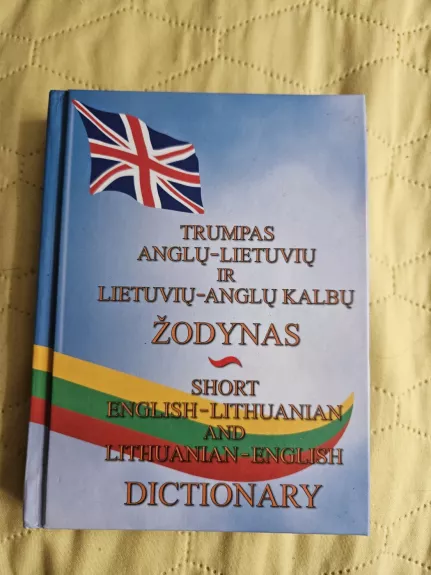 TRUMPAS
ANGLŲ-LIETUVIŲ
IR
LIETUVIŲ-ANGLŲ KALBŲ
ŽODYNAS
SHORT
ENGLISH-LITHUANIAN
AND
LITHUANIAN-ENGLISH
DICTIONARY